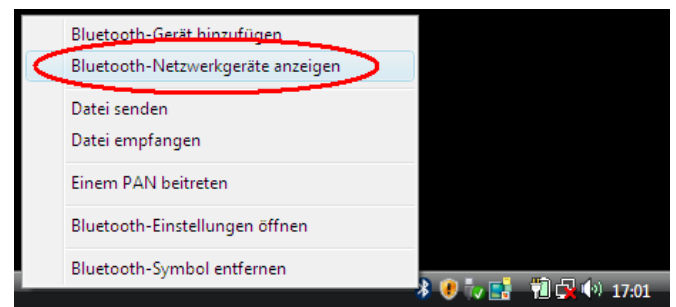 Bluetooth-Gerät hinzufügen
Bluetooth-Netzwerkgeräte anzeigen
Datei senden
Datei empfangen
Einem PAN beitreten
Bluetooth-Einstellungen öffnen
Bluetooth-Symbol entfernen
17:01